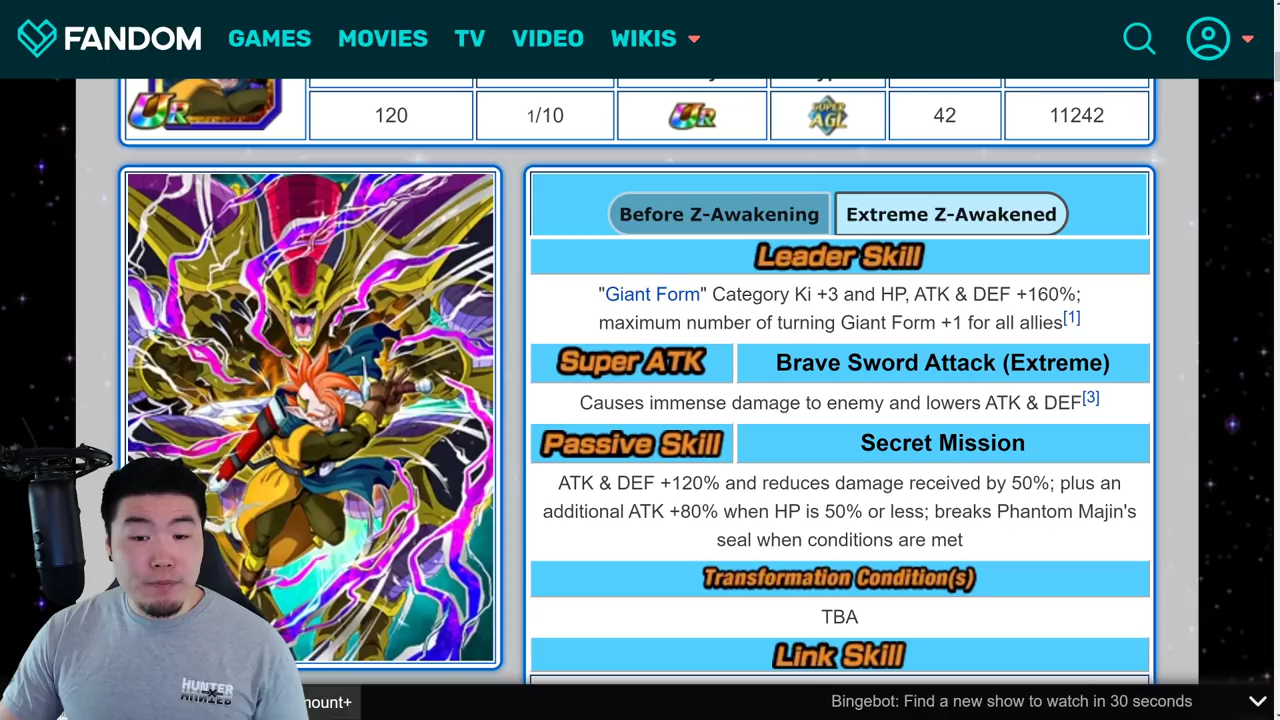 FANDOM GAMES MOVIES TV VIDEO WIKIS
UR 120 1/10 UR SUPER AGL 42 11242
Before Z-Awakening Extreme Z-Awakened
Leader Skill
"Giant Form" Category Ki +3 and HP, ATK & DEF +160%;
maximum number of turning Giant Form +1 for all allies[1]
Super ATK Brave Sword Attack (Extreme)
Causes immense damage to enemy and lowers ATK & DEF[3]
Passive Skill Secret Mission
ATK & DEF +120% and reduces damage received by 50%; plus an
additional ATK +80% when HP is 50% or less; breaks Phantom Majin's
seal when conditions are met
Transformation Condition(s)
TBA
Link Skill
HUNTER
mount+ Bingebot: Find a new show to watch in 30 seconds